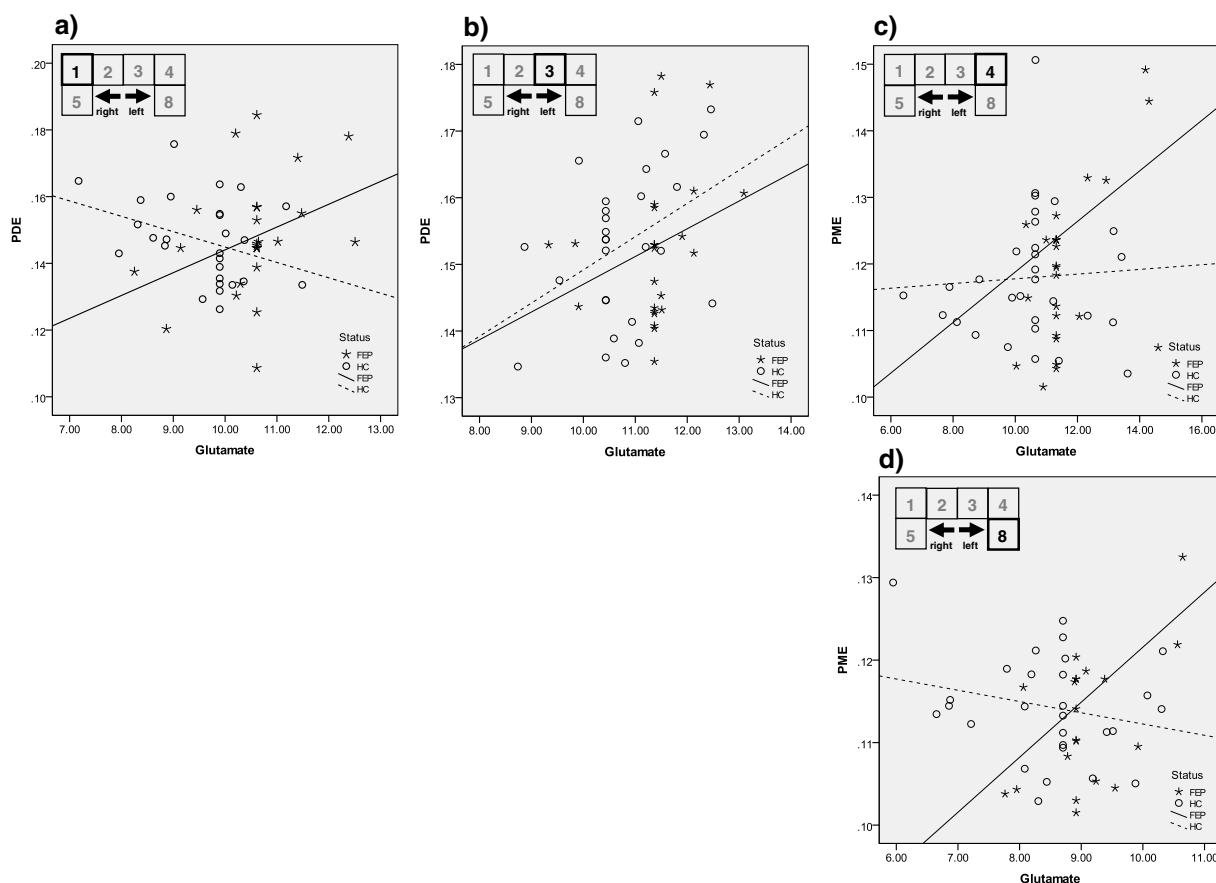 a)
1 2 3 4
5 8
right left
.20
.18
.16
.14
.12
.10
PDE
7.00 8.00 9.00 10.00 11.00 12.00 13.00
Glutamate
Status
FEP
HC
FEP
HC
b)
1 2 3 4
5 8
right left
.18
.17
.16
.15
.14
.13
PDE
8.00 10.00 12.00 14.00
Glutamate
Status
FEP
HC
FEP
HC
c)
1 2 3 4
5 8
right left
.15
.14
.13
.12
.11
.10
PME
6.00 8.00 10.00 12.00 14.00 16.00
Glutamate
Status
FEP
HC
FEP
HC
d)
1 2 3 4
5 8
right left
.14
.13
.12
.11
.10
PME
6.00 7.00 8.00 9.00 10.00 11.00
Glutamate
Status
FEP
HC
FEP
HC